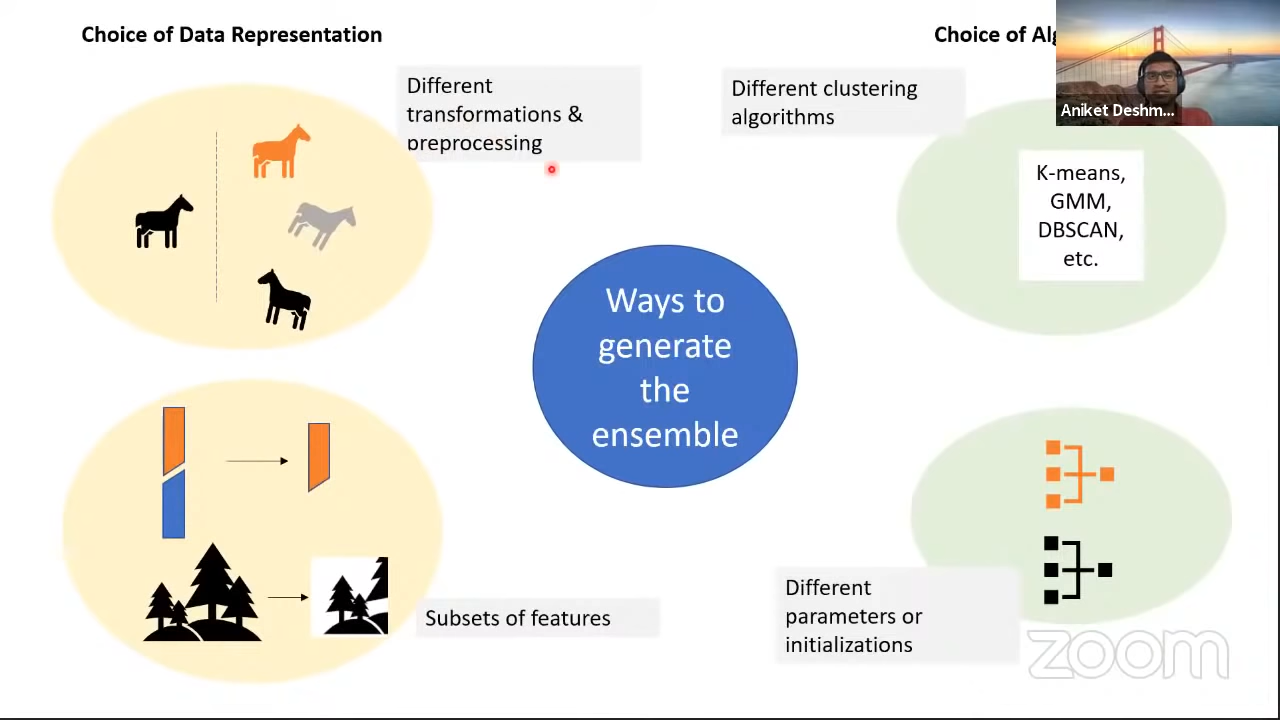 Choice of Data Representation
Choice of Alg
Aniket Deshm...
Different
transformations &
preprocessing
Different clustering
algorithms
K-means,
GMM,
DBSCAN,
etc.
Ways to
generate
the
ensemble
Subsets of features
Different
parameters or
initializations
zoom